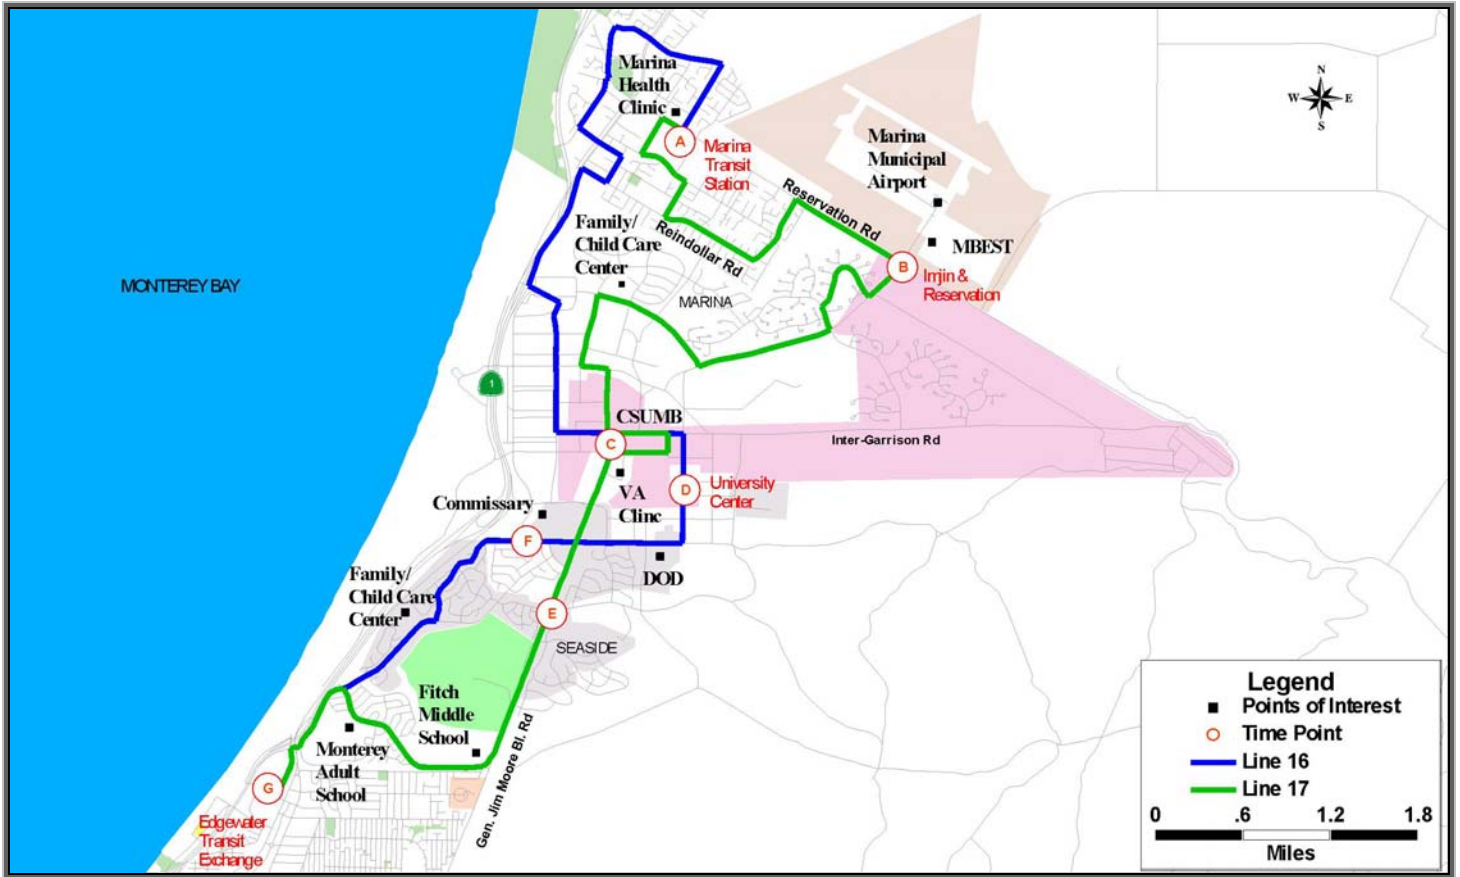 Marina
Health
Clinic
A
Marina
Transit
Station
N
W E
S
Marina
Municipal
Airport
Reservation Rd
MBEST
B
Imjin &
Reservation
Family/
Child Care
Center
Reindollar Rd
MARINA
MONTEREY BAY
1
CSUMB
C
Inter-Garrison Rd
VA
Clinc
D
University
Center
Commissary
F
DOD
Family/
Child Care
Center
E
SEASIDE
Fitch
Middle
School
Monterey
Adult
School
Gen. Jim Moore Bl. Rd
G
Edgewater
Transit
Exchange
Legend
Points of Interest
Time Point
Line 16
Line 17
0 .6 1.2 1.8
Miles